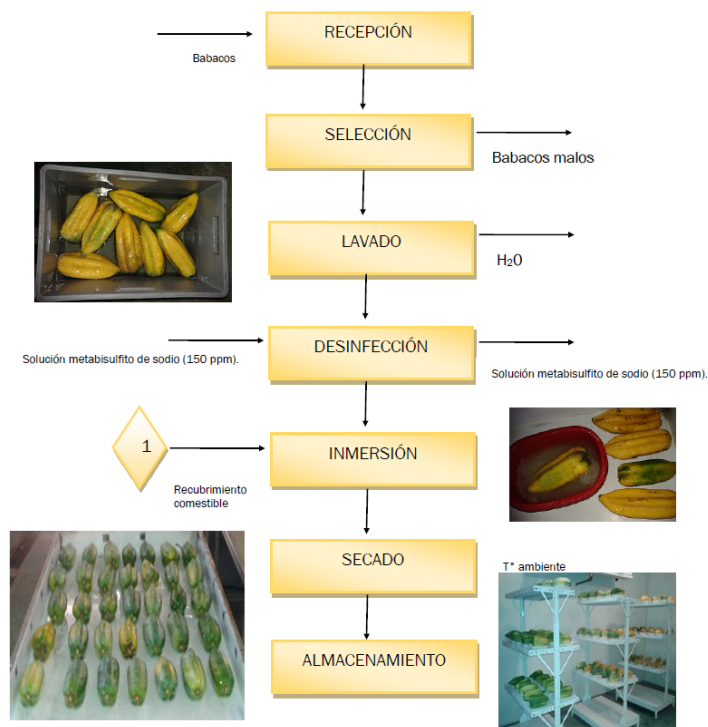 RECEPCIÓN
Babacos
SELECCIÓN
Babacos malos
LAVADO
H₂0
DESINFECCIÓN
Solución metabisulfito de sodio (150 ppm).
Solución metabisulfito de sodio (150 ppm).
1
INMERSIÓN
Recubrimiento
comestible
SECADO
T° ambiente
ALMACENAMIENTO